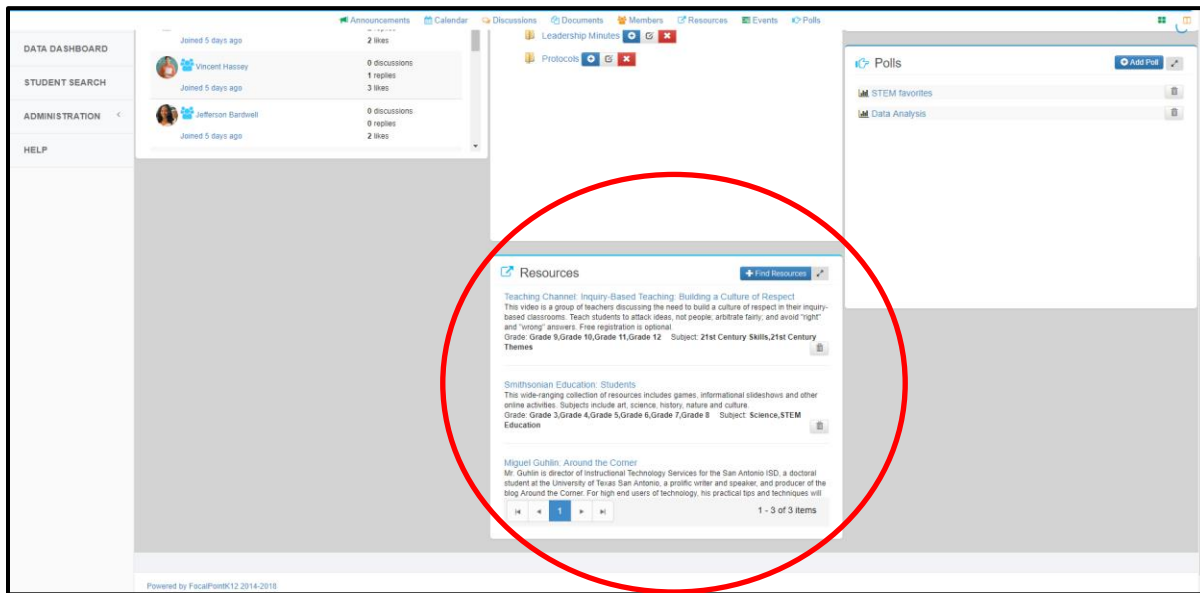 Announcements Calendar Discussions Documents Members Resources Events Polls
DATA DASHBOARD
STUDENT SEARCH
ADMINISTRATION <
HELP
replies
Joined 5 days ago 2 likes
Vincent Hassey 0 discussions
1 replies
Joined 5 days ago 3 likes
Jefferson Bardwell 0 discussions
0 replies
Joined 5 days ago 2 likes
Leadership Minutes
Protocols
Polls Add Poll
STEM favorites
Data Analysis
Resources Find Resources
Teaching Channel: Inquiry-Based Teaching: Building a Culture of Respect
This video is a group of teachers discussing the need to build a culture of respect in their inquiry-
based classrooms. Teach students to attack ideas, not people; arbitrate fairly; and avoid "right"
and "wrong" answers. Free registration is optional.
Grade: Grade 9,Grade 10,Grade 11,Grade 12 Subject: 21st Century Skills,21st Century
Themes
Smithsonian Education: Students
This wide-ranging collection of resources includes games, informational slideshows and other
online activities. Subjects include art, science, history, nature and culture.
Grade: Grade 3,Grade 4,Grade 5,Grade 6,Grade 7,Grade 8 Subject: Science,STEM
Education
Miguel Guhlin: Around the Corner
Mr. Guhlin is director of Instructional Technology Services for the San Antonio ISD, a doctoral
student at the University of Texas San Antonio, a prolific writer and speaker, and producer of the
blog Around the Corner. For high end users of technology, his practical tips and techniques will
1 1 - 3 of 3 items
Powered by FocalPointK12 2014-2018